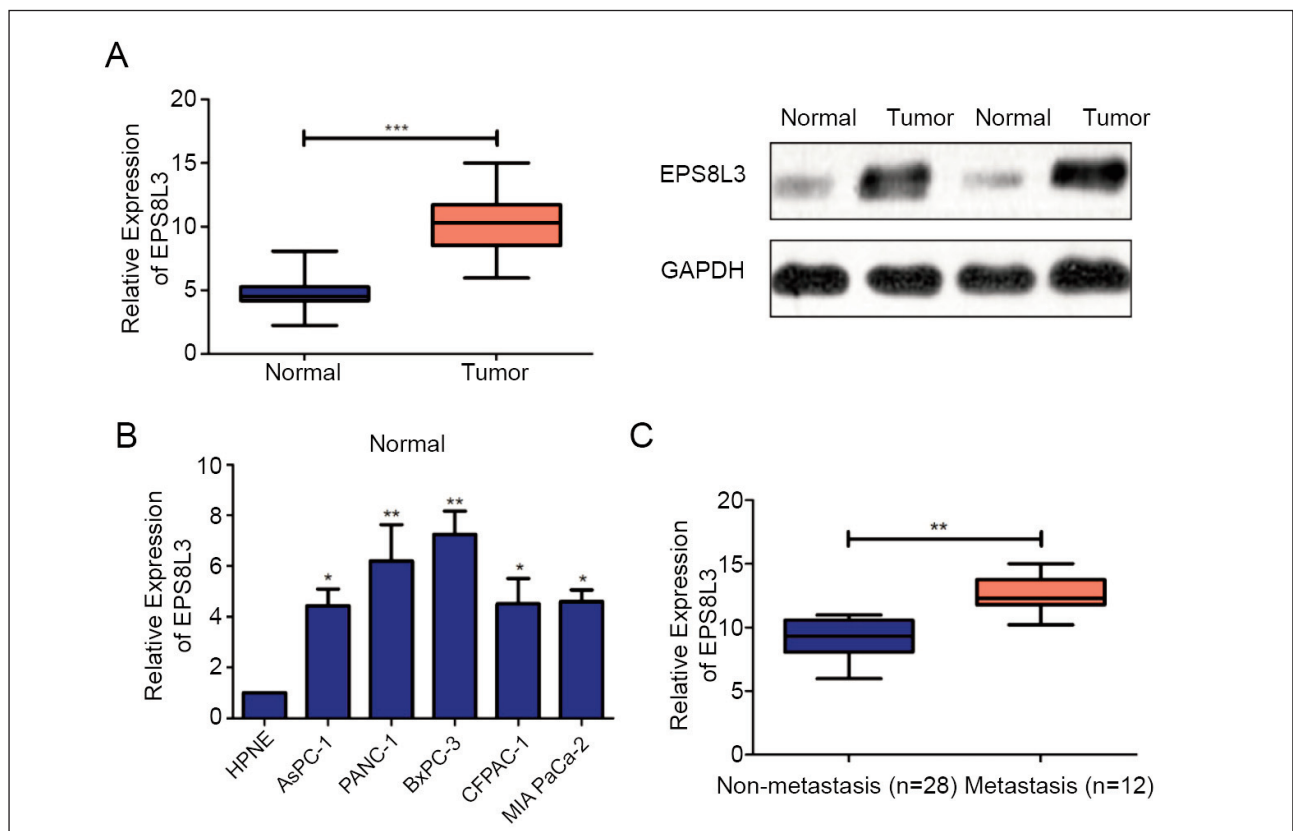 A
Relative Expression
of EPS8L3
20
15
10
5
0
***
Normal
Tumor
Normal Tumor Normal Tumor
EPS8L3
GAPDH
B
Normal
Relative Expression
of EPS8L3
10
8
6
4
2
0
*
**
**
*
*
HPNE
AsPC-1
PANC-1
BxPC-3
CFPAC-1
MIA PaCa-2
C
Relative Expression
of EPS8L3
20
15
10
5
0
**
Non-metastasis (n=28) Metastasis (n=12)